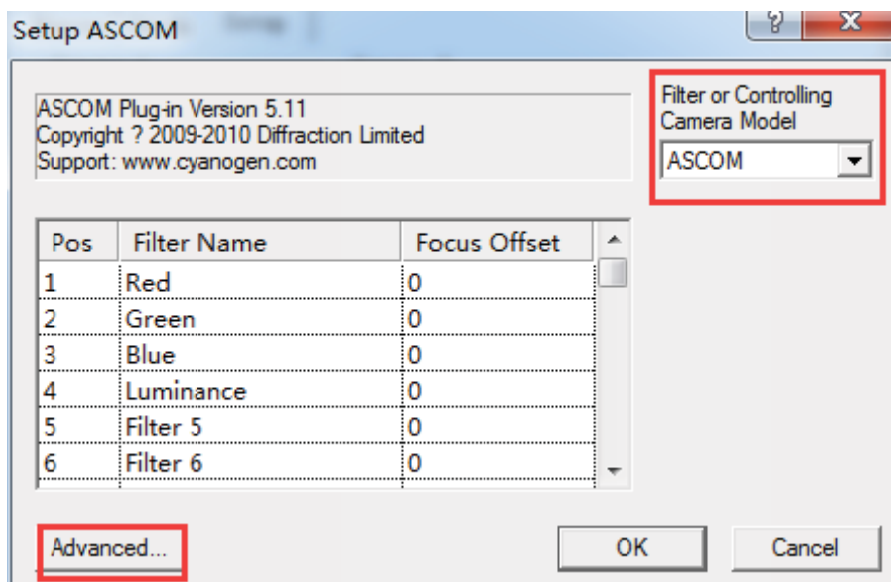 Setup ASCOM
ASCOM Plug-in Version 5.11
Copyright ? 2009-2010 Diffraction Limited
Support: www.cyanogen.com
Filter or Controlling
Camera Model
ASCOM
Pos Filter Name Focus Offset
1 Red 0
2 Green 0
3 Blue 0
4 Luminance 0
5 Filter 5 0
6 Filter 6 0
Advanced... OK Cancel